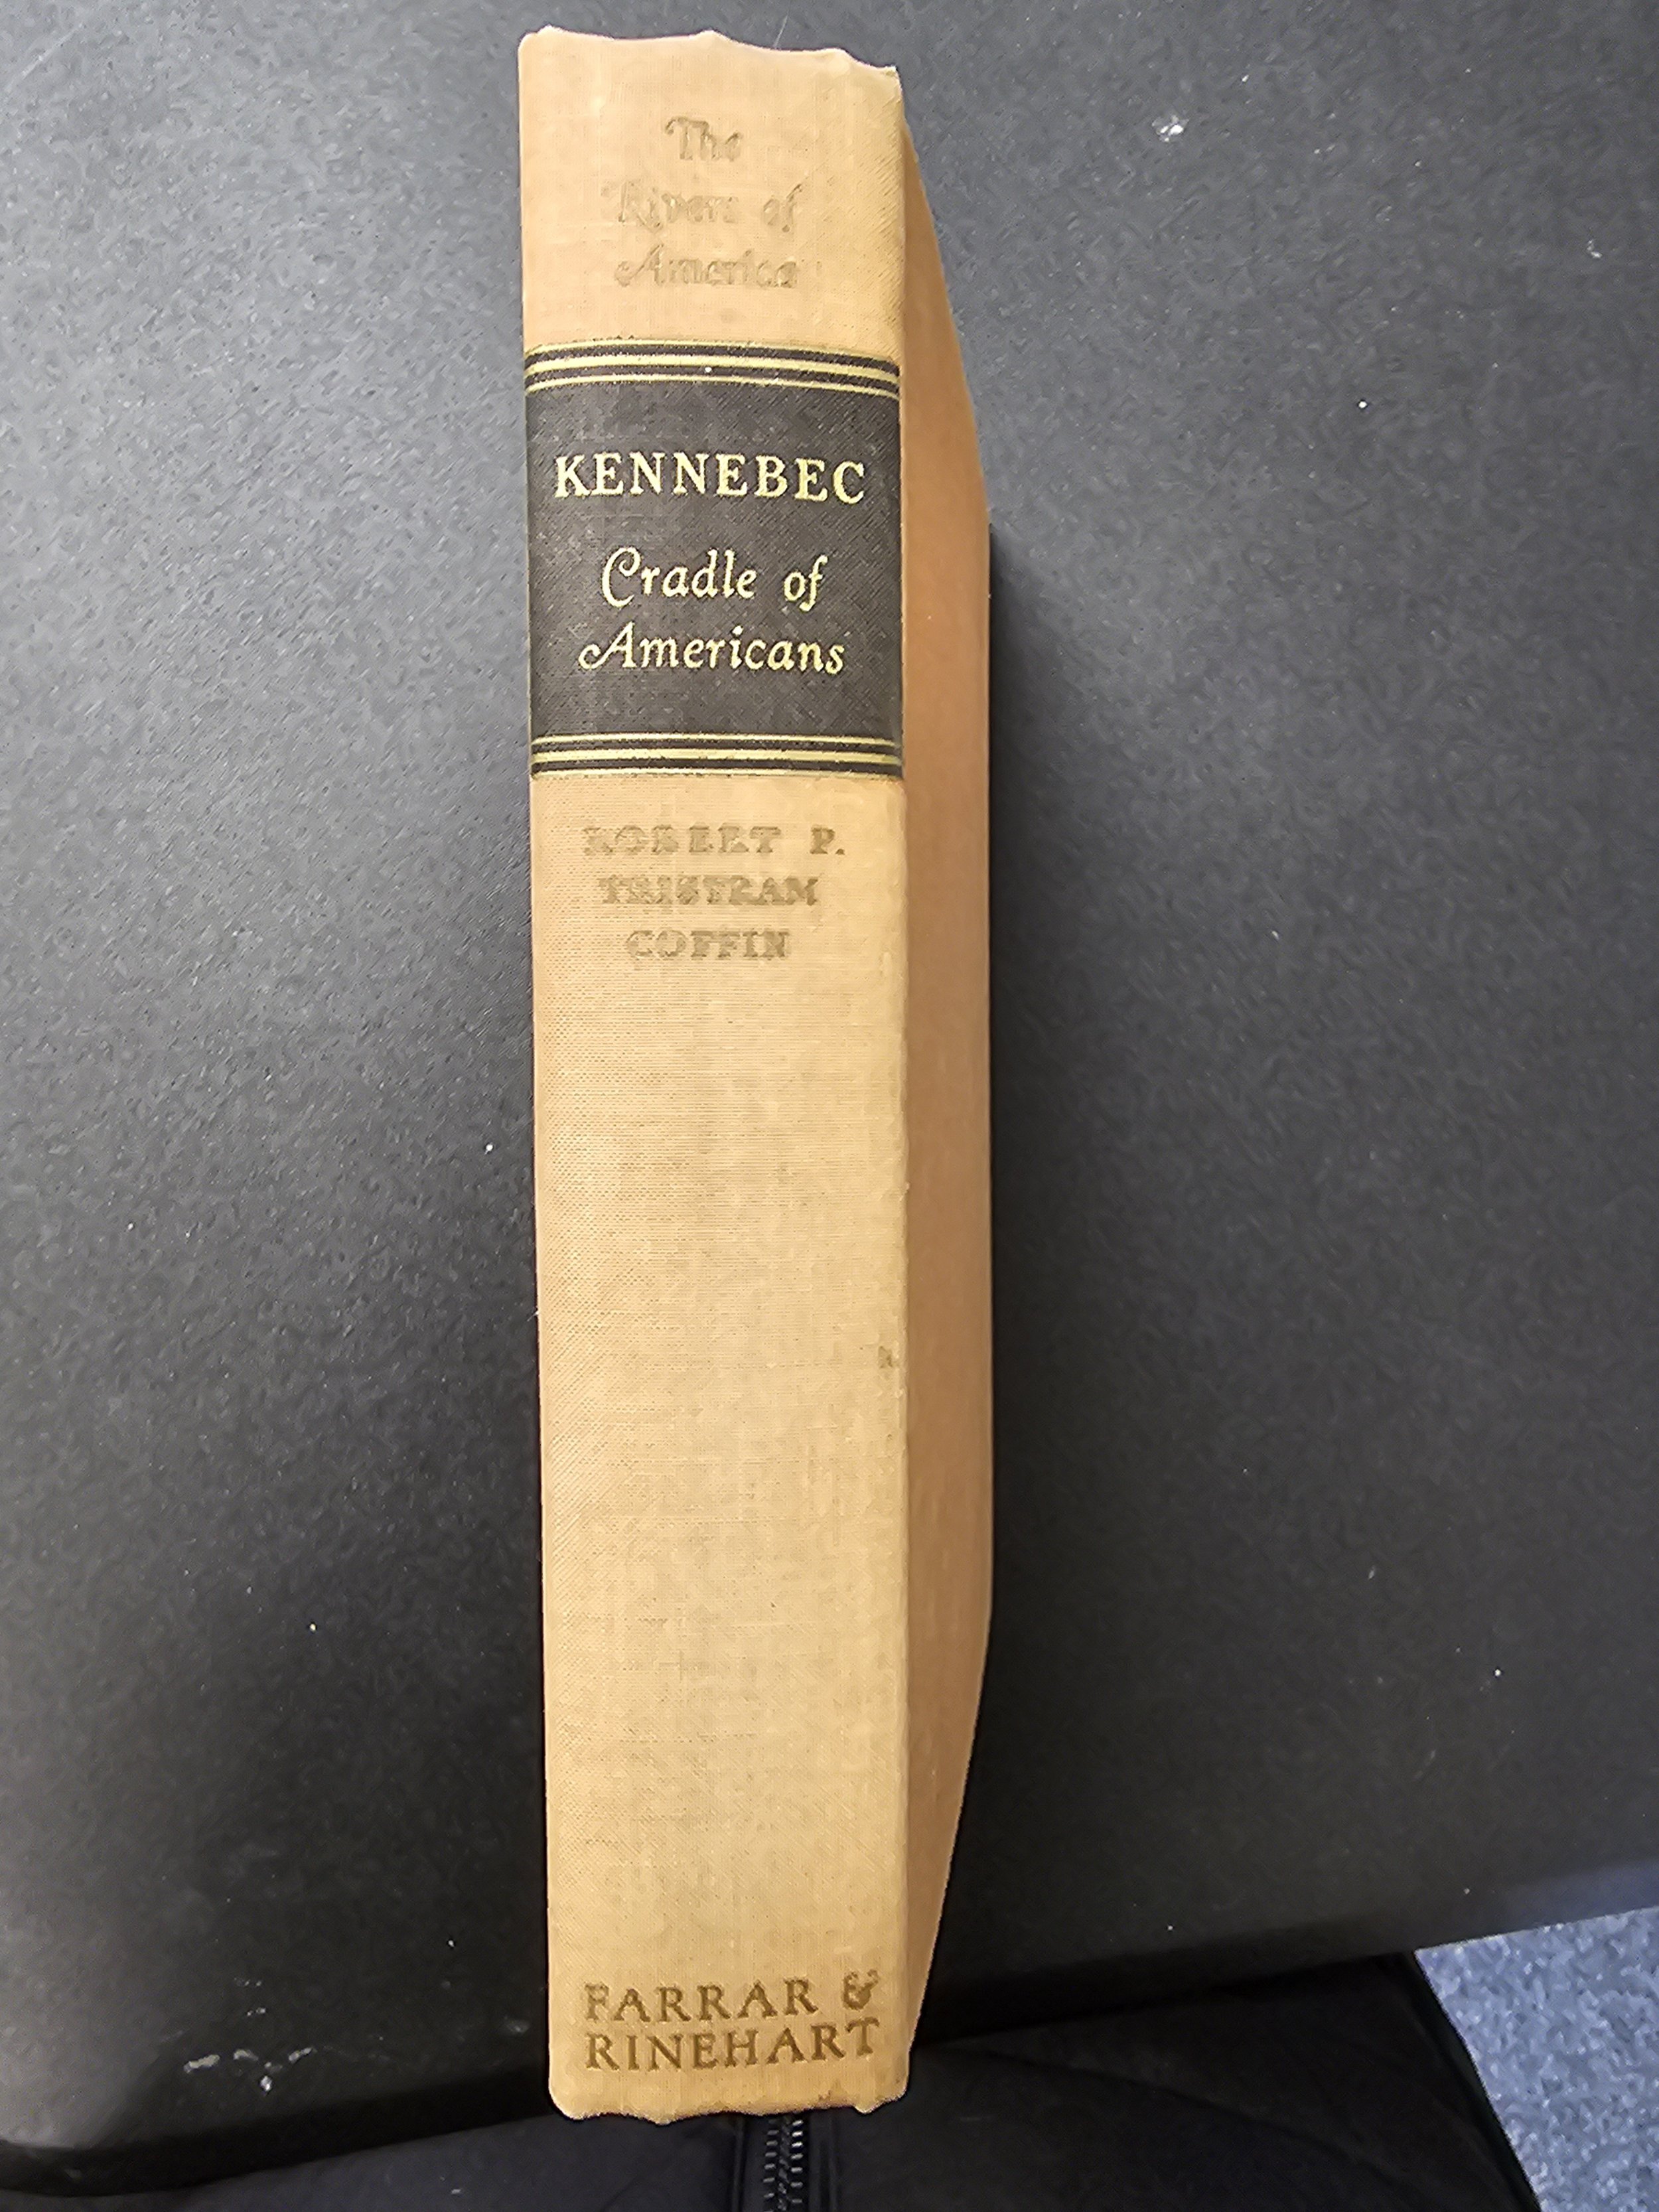 The
Rivers of
America
KENNEBEC
Cradle of
Americans
ROBERT P.
TRISTRAM
COFFIN
FARRAR &
RINEHART